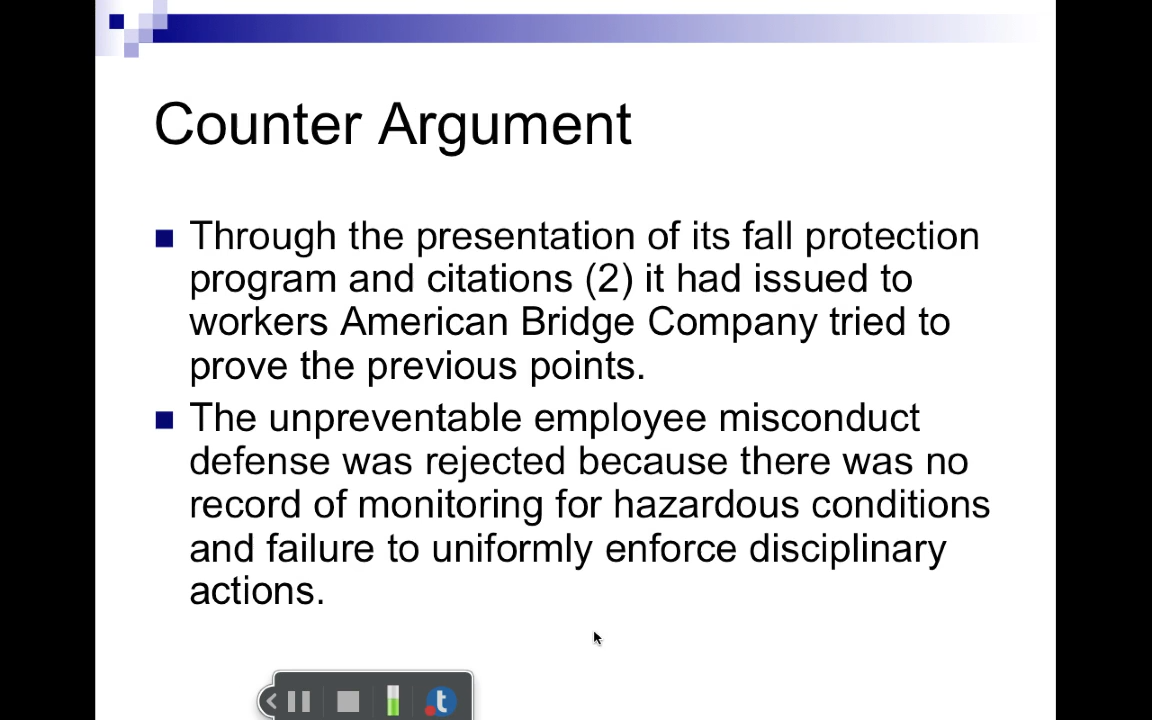 Counter Argument
Through the presentation of its fall protection
program and citations (2) it had issued to
workers American Bridge Company tried to
prove the previous points.
The unpreventable employee misconduct
defense was rejected because there was no
record of monitoring for hazardous conditions
and failure to uniformly enforce disciplinary
actions.
t